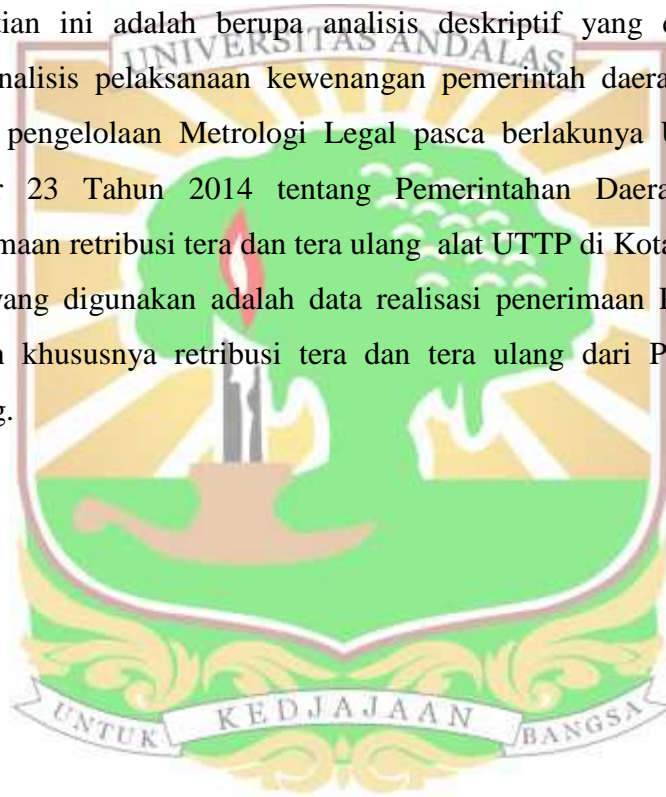 tian ini adalah berupa analisis deskriptif yang
UNIVERSITAS ANDALAS
nalisis pelaksanaan kewenangan pemerintah daera
pengelolaan Metrologi Legal pasca berlakunya
23 Tahun 2014 tentang Pemerintahan Daera
maan retribusi tera dan tera ulang alat UTTP di Kota
yang digunakan adalah data realisasi penerimaan
khususnya retribusi tera dan tera ulang dari P
g.
UNTUK KEDJAJAAN BANGSA